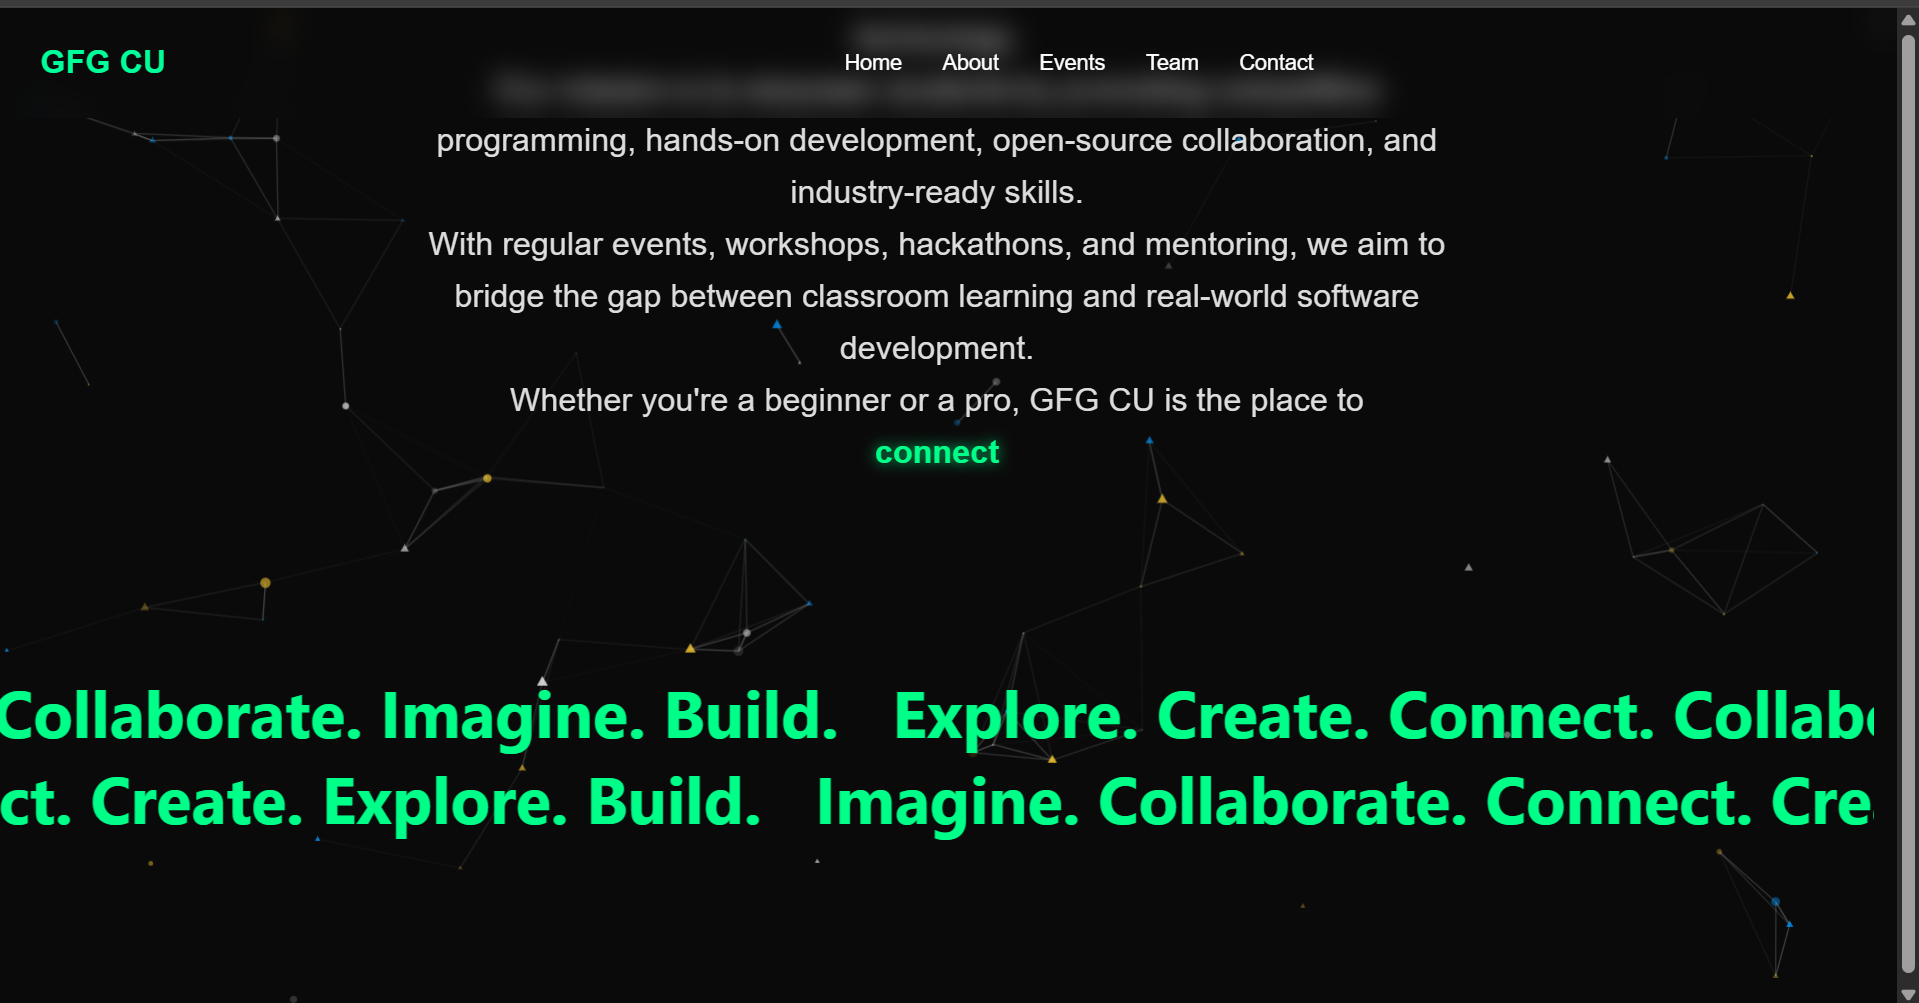 GFG CU
Home About Events Team Contact
programming, hands-on development, open-source collaboration, and
industry-ready skills.
With regular events, workshops, hackathons, and mentoring, we aim to
bridge the gap between classroom learning and real-world software
development.
Whether you're a beginner or a pro, GFG CU is the place to
connect
Collaborate. Imagine. Build. Explore. Create. Connect. Collab
ct. Create. Explore. Build. Imagine. Collaborate. Connect. Cre